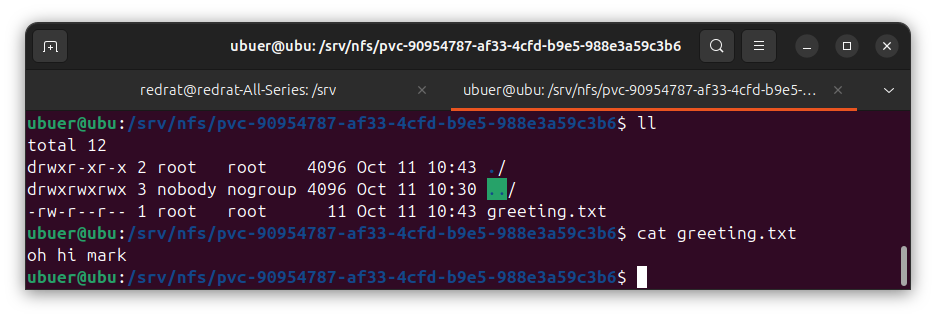 ubuer@ubu: /srv/nfs/pvc-90954787-af33-4cfd-b9e5-988e3a59c3b6
redrat@redrat-All-Series: /srv
ubuer@ubu: /srv/nfs/pvc-90954787-af33-4cfd-b9e5-...
ubuer@ubu:/srv/nfs/pvc-90954787-af33-4cfd-b9e5-988e3a59c3b6$ ll
total 12
drwxr-xr-x 2 root   root    4096 Oct 11 10:43 ./
drwxrwxrwx 3 nobody nogroup 4096 Oct 11 10:30 ../
-rw-r--r-- 1 root   root      11 Oct 11 10:43 greeting.txt
ubuer@ubu:/srv/nfs/pvc-90954787-af33-4cfd-b9e5-988e3a59c3b6$ cat greeting.txt
oh hi mark
ubuer@ubu:/srv/nfs/pvc-90954787-af33-4cfd-b9e5-988e3a59c3b6$